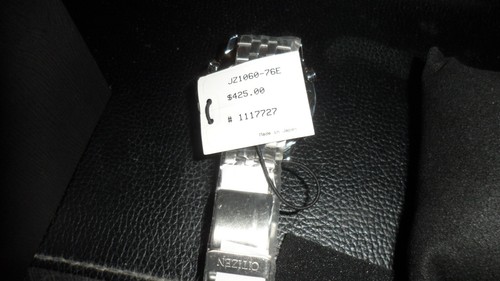 JZ1060-76E
$425.00
# 1117727
Made in Japan
CITIZEN